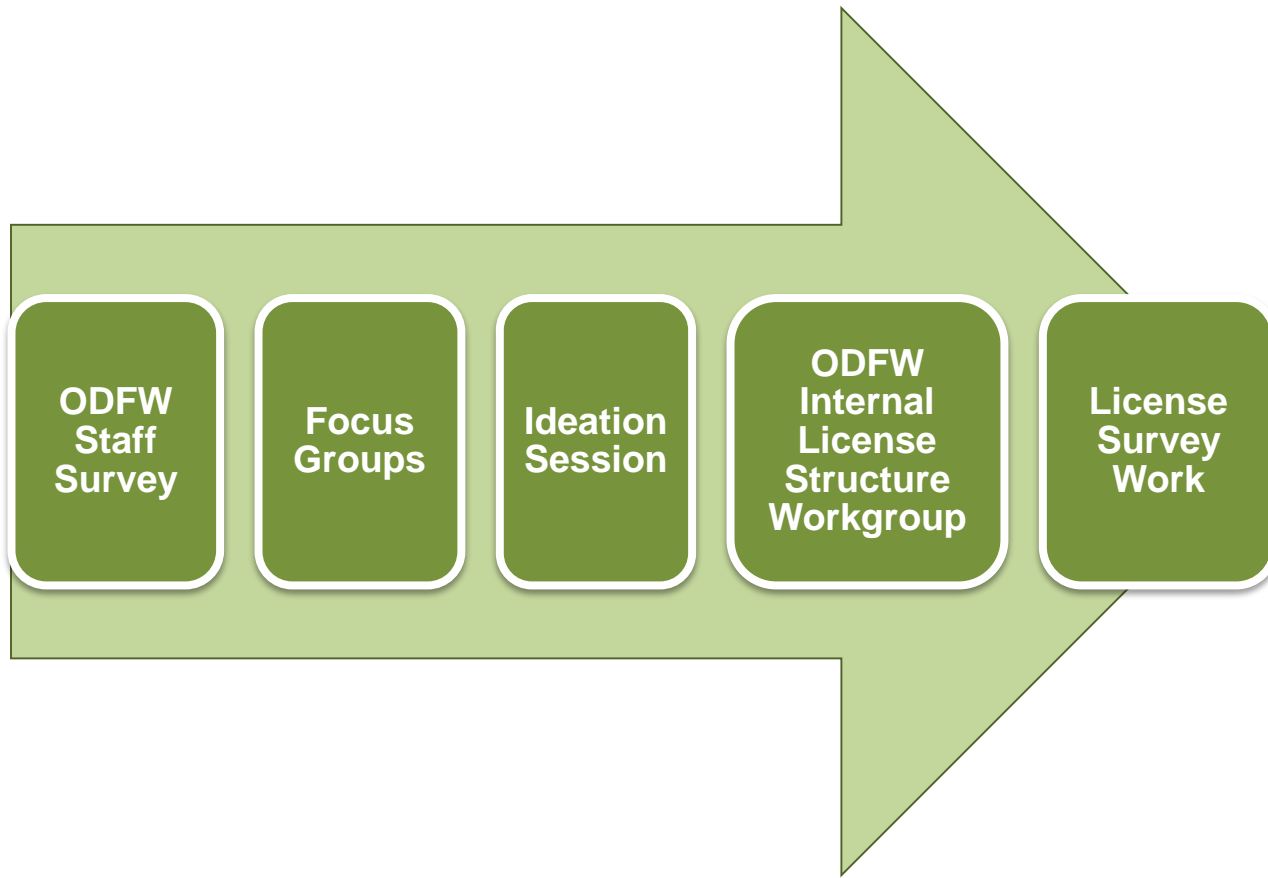 ODFW
Staff
Survey
Focus
Groups
Ideation
Session
ODFW
Internal
License
Structure
Workgroup
License
Survey
Work